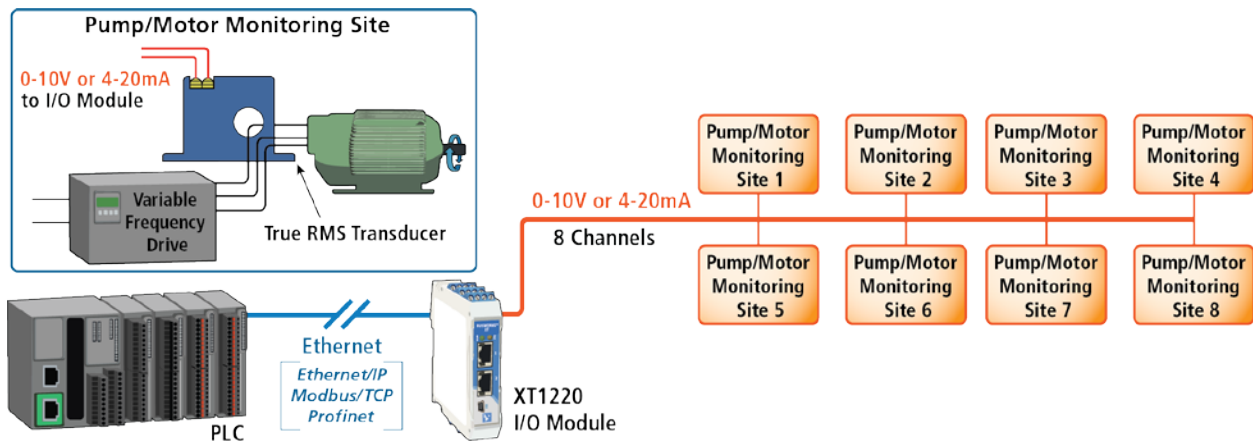 Pump/Motor Monitoring Site
0-10V or 4-20mA
to I/O Module
Variable
Frequency
Drive
True RMS Transducer
Pump/Motor
Monitoring
Site 1
Pump/Motor
Monitoring
Site 2
Pump/Motor
Monitoring
Site 3
Pump/Motor
Monitoring
Site 4
0-10V or 4-20mA
8 Channels
Pump/Motor
Monitoring
Site 5
Pump/Motor
Monitoring
Site 6
Pump/Motor
Monitoring
Site 7
Pump/Motor
Monitoring
Site 8
Ethernet
Ethernet/IP
Modbus/TCP
Profinet
PLC
XT1220
I/O Module